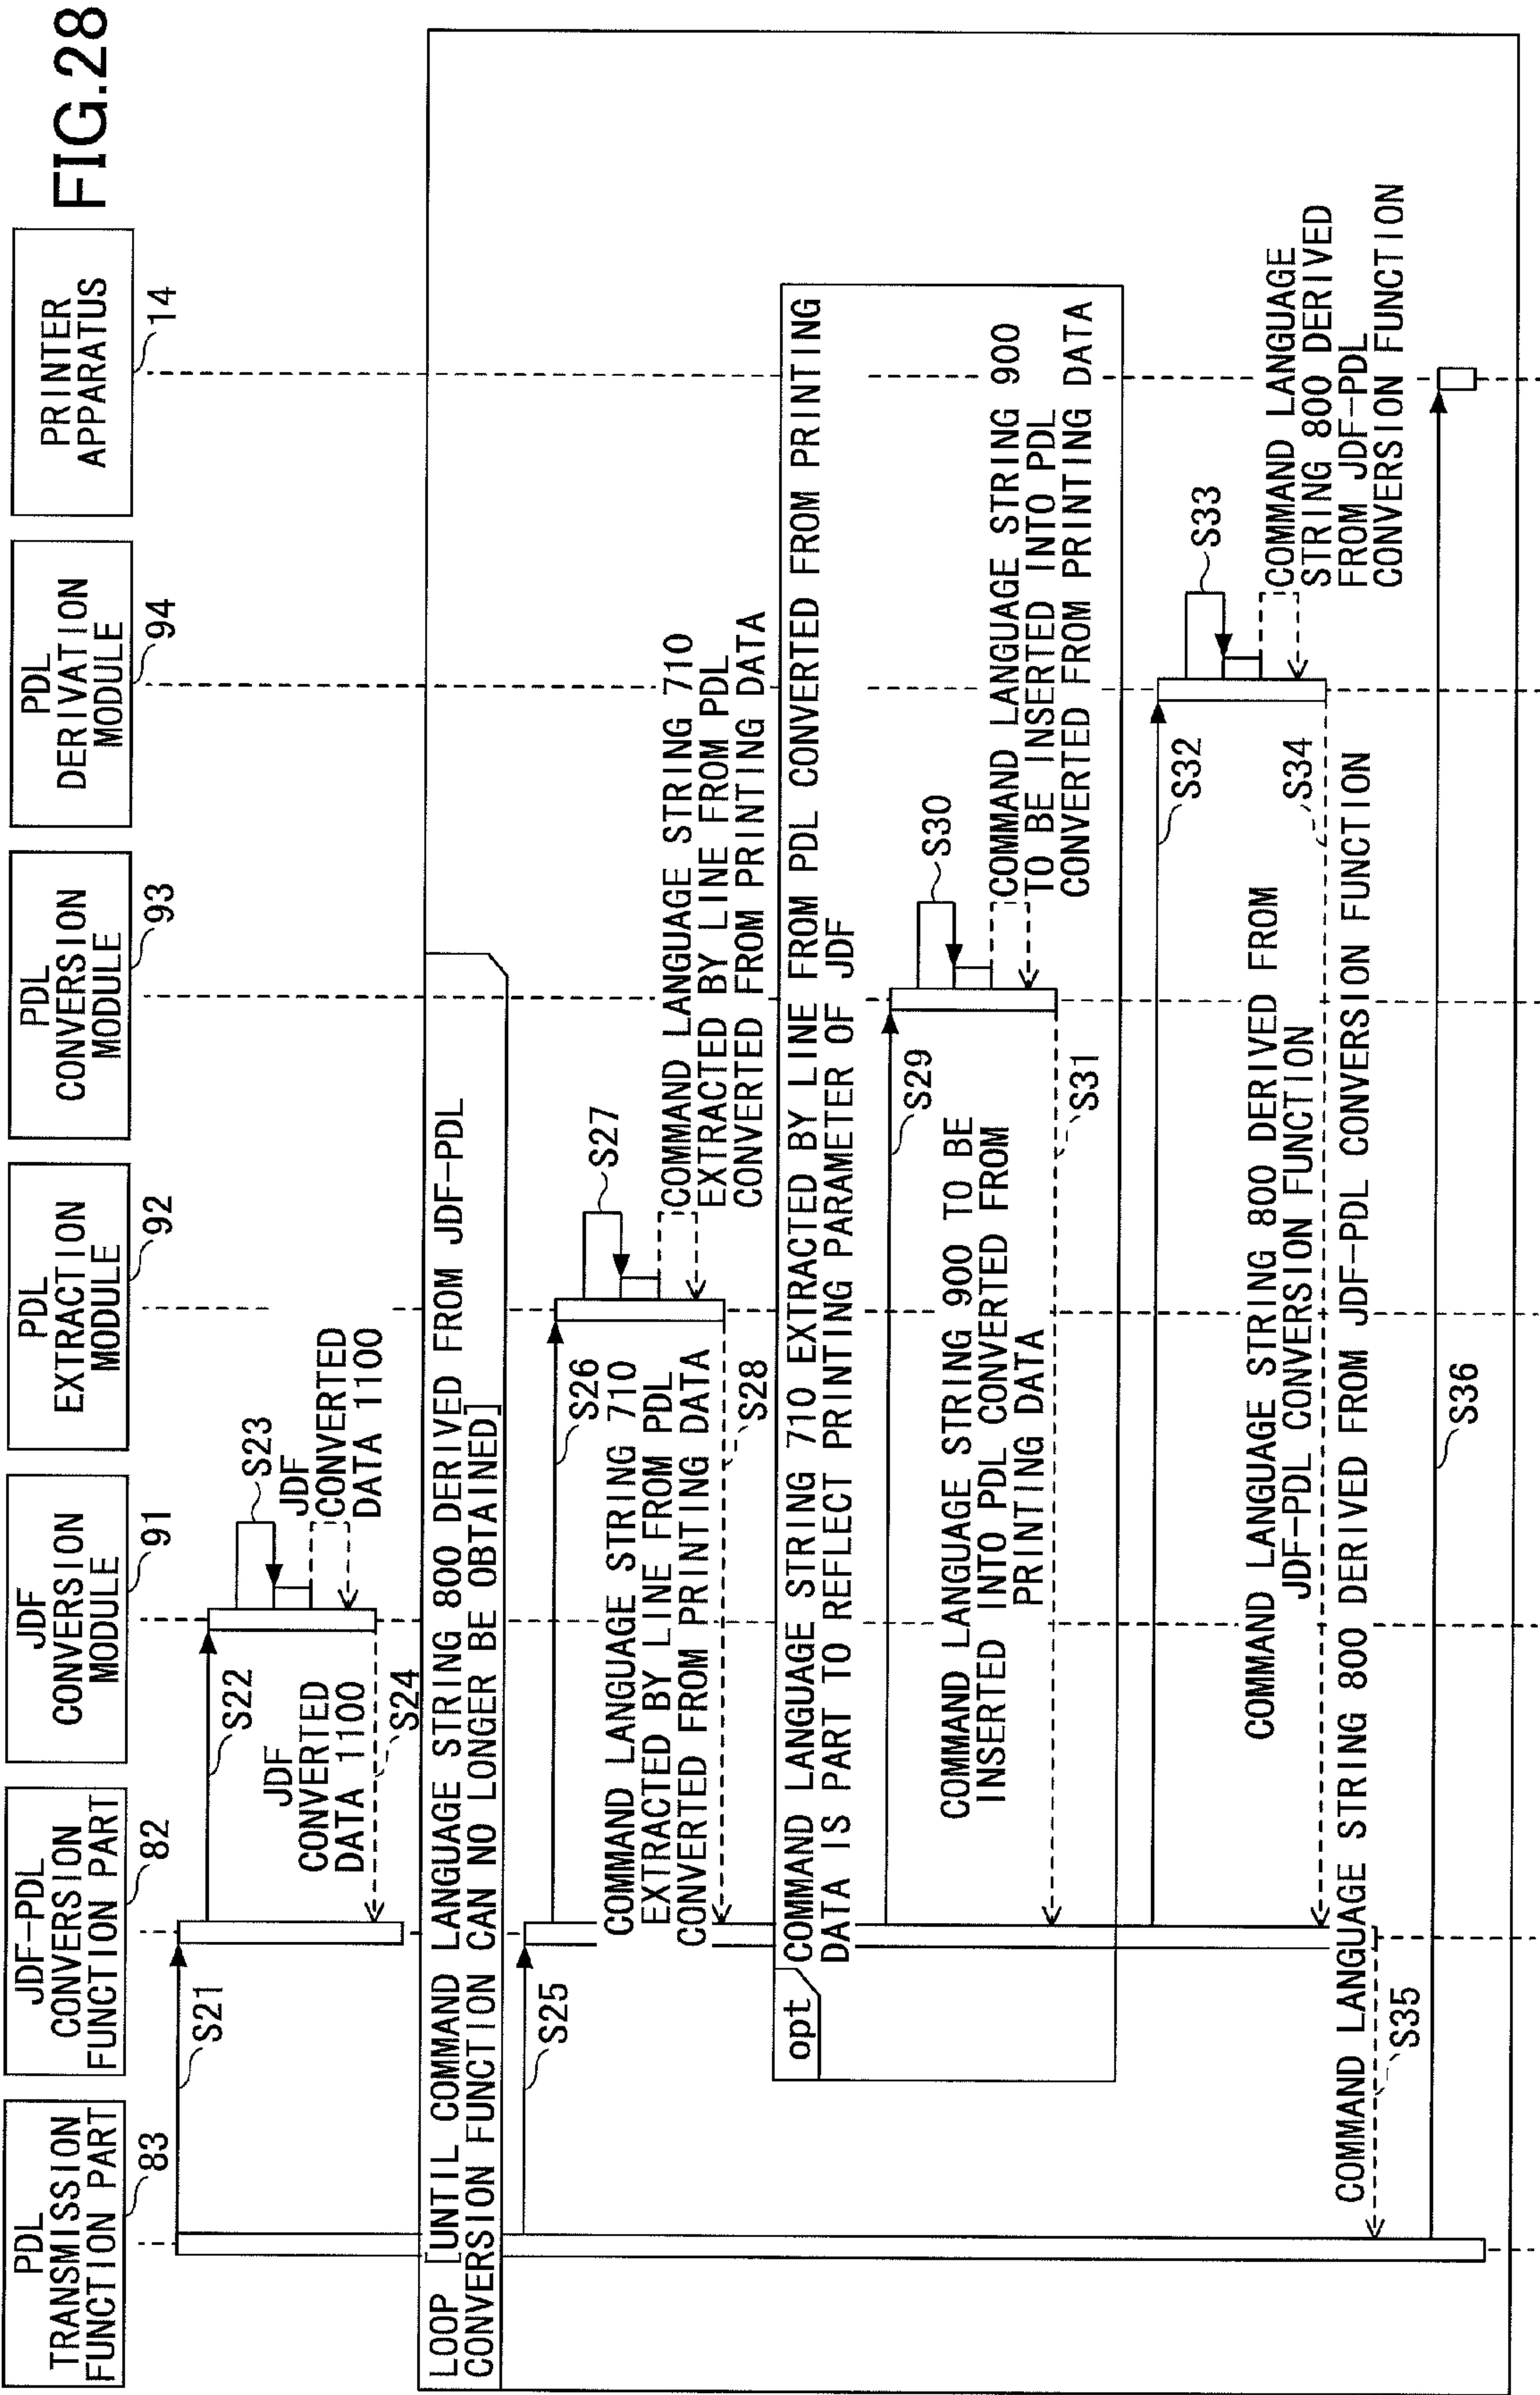 FIG.28
PDL
TRANSMISSION
FUNCTION PART
83
JDF-PDL
CONVERSION
FUNCTION PART
82
JDF
CONVERSION
MODULE
91
PDL
EXTRACTION
MODULE
92
PDL
CONVERSION
MODULE
93
PDL
DERIVATION
MODULE
94
PRINTER
APPARATUS
14
S21
S22
S23
JDF
CONVERTED
DATA 1100
JDF
CONVERTED
DATA 1100
S24
LOOP [UNTIL COMMAND LANGUAGE STRING 800 DERIVED FROM JDF-PDL
CONVERSION FUNCTION CAN NO LONGER BE OBTAINED]
S25
S26
S27
COMMAND LANGUAGE STRING 710
EXTRACTED BY LINE FROM PDL
CONVERTED FROM PRINTING DATA
COMMAND LANGUAGE STRING 710
EXTRACTED BY LINE FROM PDL
CONVERTED FROM PRINTING DATA
S28
opt
COMMAND LANGUAGE STRING 710 EXTRACTED BY LINE FROM PDL CONVERTED FROM PRINTING
DATA IS PART TO REFLECT PRINTING PARAMETER OF JDF
S29
S30
COMMAND LANGUAGE STRING 900
TO BE INSERTED INTO PDL
CONVERTED FROM PRINTING DATA
COMMAND LANGUAGE STRING 900 TO BE
INSERTED INTO PDL CONVERTED FROM
PRINTING DATA
S31
S32
S33
COMMAND LANGUAGE
STRING 800 DERIVED
FROM JDF-PDL
CONVERSION FUNCTION
COMMAND LANGUAGE STRING 800 DERIVED FROM
JDF-PDL CONVERSION FUNCTION
S34
COMMAND LANGUAGE STRING 800 DERIVED FROM JDF-PDL CONVERSION FUNCTION
S35
S36